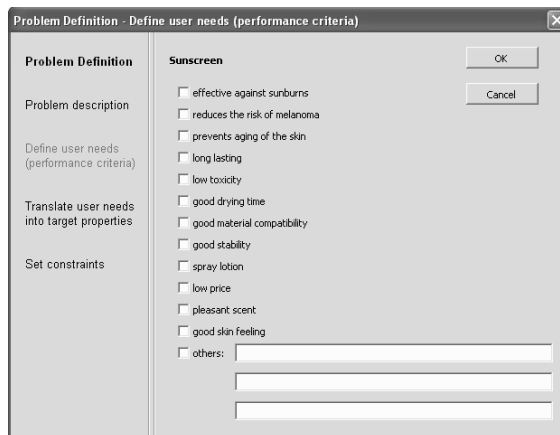 Problem Definition - Define user needs (performance criteria)
Problem Definition
Problem description
Define user needs
(performance criteria)
Translate user needs
into target properties
Set constraints
Sunscreen
effective against sunburns
reduces the risk of melanoma
prevents aging of the skin
long lasting
low toxicity
good drying time
good material compatibility
good stability
spray lotion
low price
pleasant scent
good skin feeling
others:
OK
Cancel